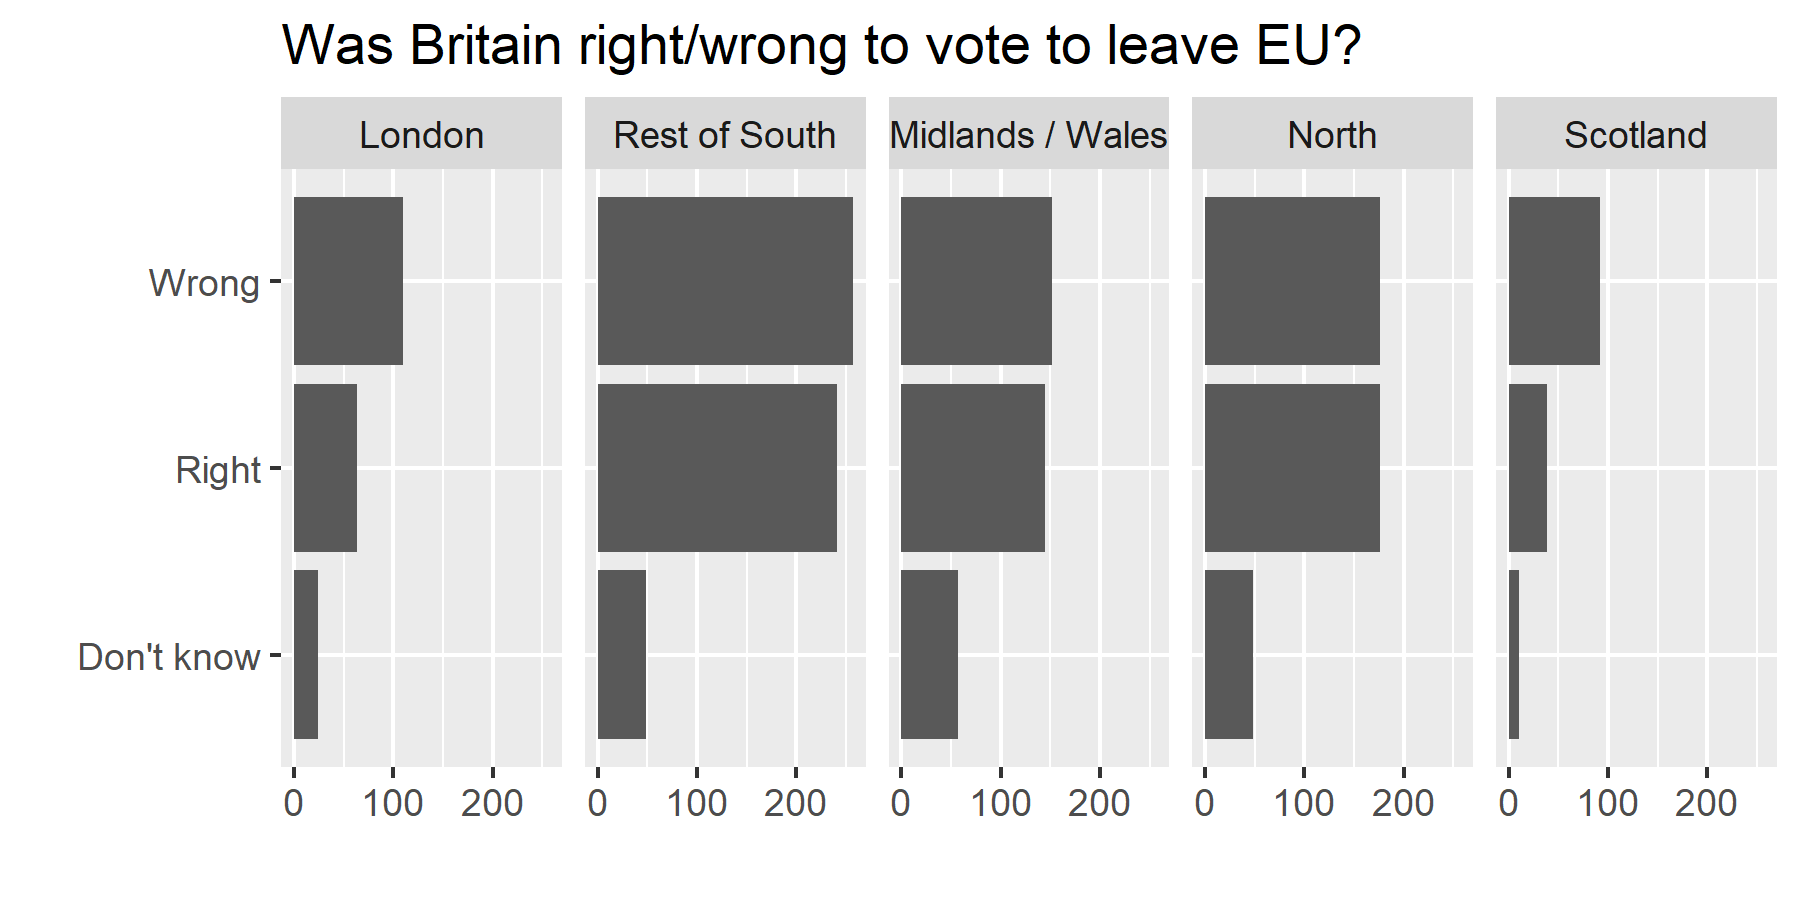 Was Britain right/wrong to vote to leave EU?
London Rest of South Midlands / Wales North Scotland
Wrong
Right
Don't know
0 100 200 0 100 200 0 100 200 0 100 200 0 100 200